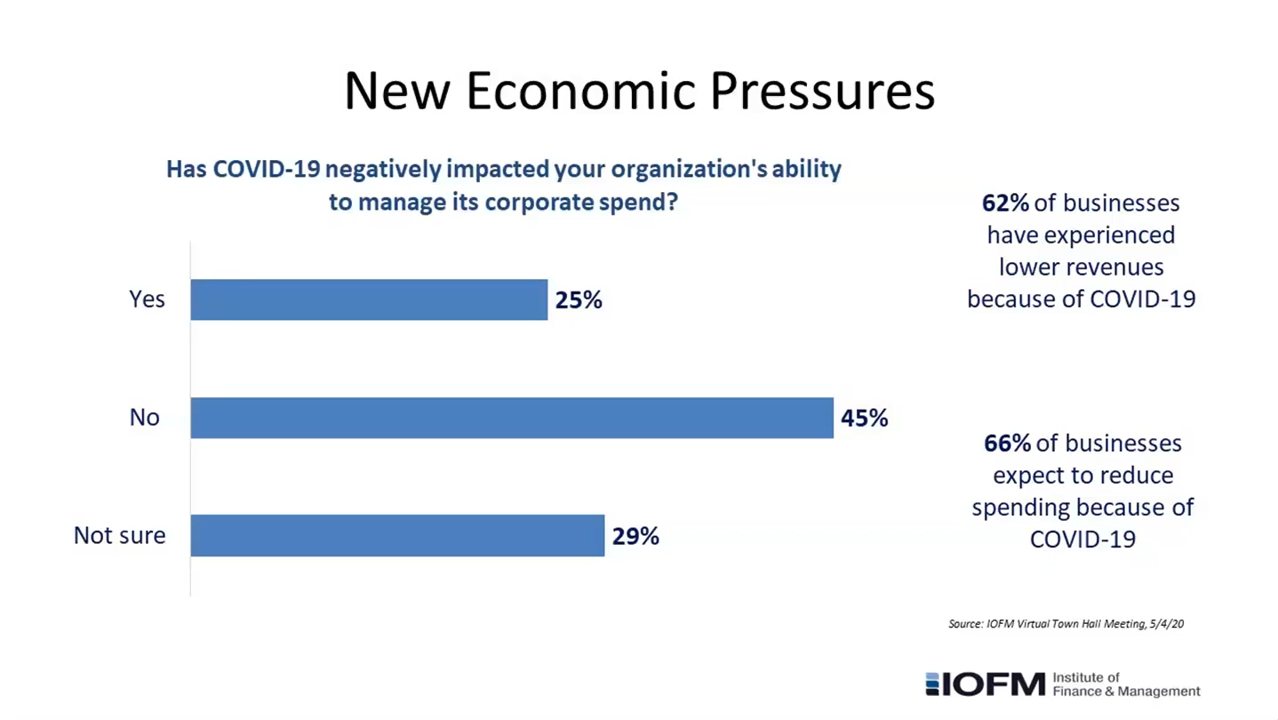 New Economic Pressures
Has COVID-19 negatively impacted your organization's ability
to manage its corporate spend?
Yes
25%
No
45%
Not sure
29%
62% of businesses
have experienced
lower revenues
because of COVID-19
66% of businesses
expect to reduce
spending because of
COVID-19
Source: IOFM Virtual Town Hall Meeting, 5/4/20
IOFM
Institute of
Finance & Management